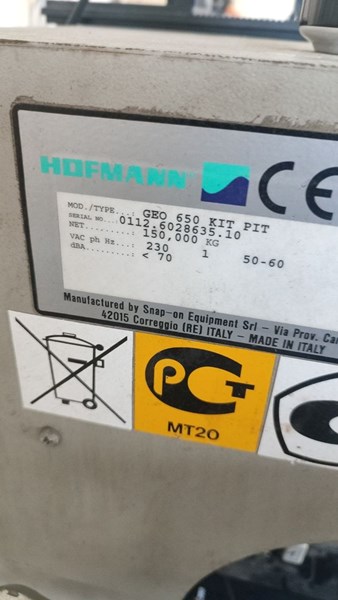 HOFMANN CE
MOD./TYPE...: GEO 650 KIT PIT
SERIAL NO....: 0112.6028635.10
NET..........: 150,000 KG
VAC ph Hz...: 230 1 50-60
dBA..........: < 70
Manufactured by Snap-on Equipment Srl - Via Prov. Car
42015 Correggio (RE) ITALY - MADE IN ITALY
PCT
MT20